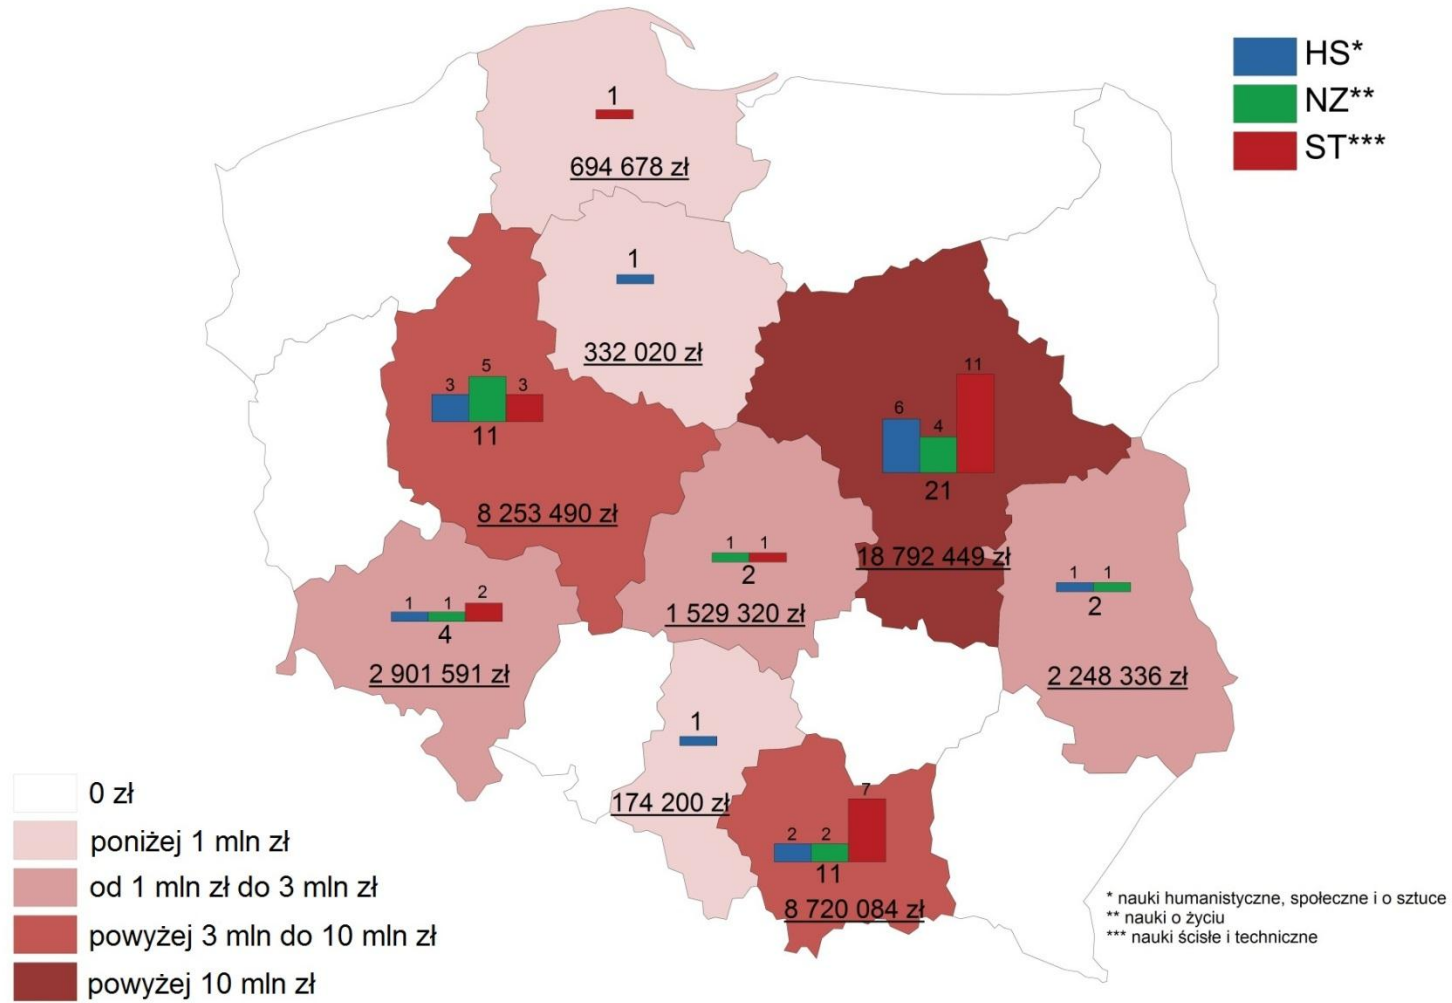 HS*
NZ**
ST***
1
694 678 zł
1
332 020 zł
3 5 3
11
8 253 490 zł
6 4 11
21
18 792 449 zł
1 1
2
1 529 320 zł
1 1
2
2 248 336 zł
1 1 2
4
2 901 591 zł
1
174 200 zł
2 2 7
11
8 720 084 zł
0 zł
poniżej 1 mln zł
od 1 mln zł do 3 mln zł
powyżej 3 mln do 10 mln zł
powyżej 10 mln zł
* nauki humanistyczne, społeczne i o sztuce
** nauki o życiu
*** nauki ścisłe i techniczne